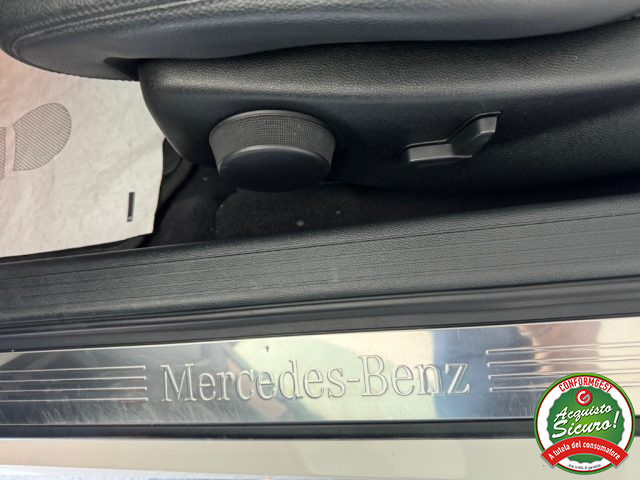 Mercedes-Benz
CONFORMGEST
Acquisto
Sicuro!
A tutela del consumatore